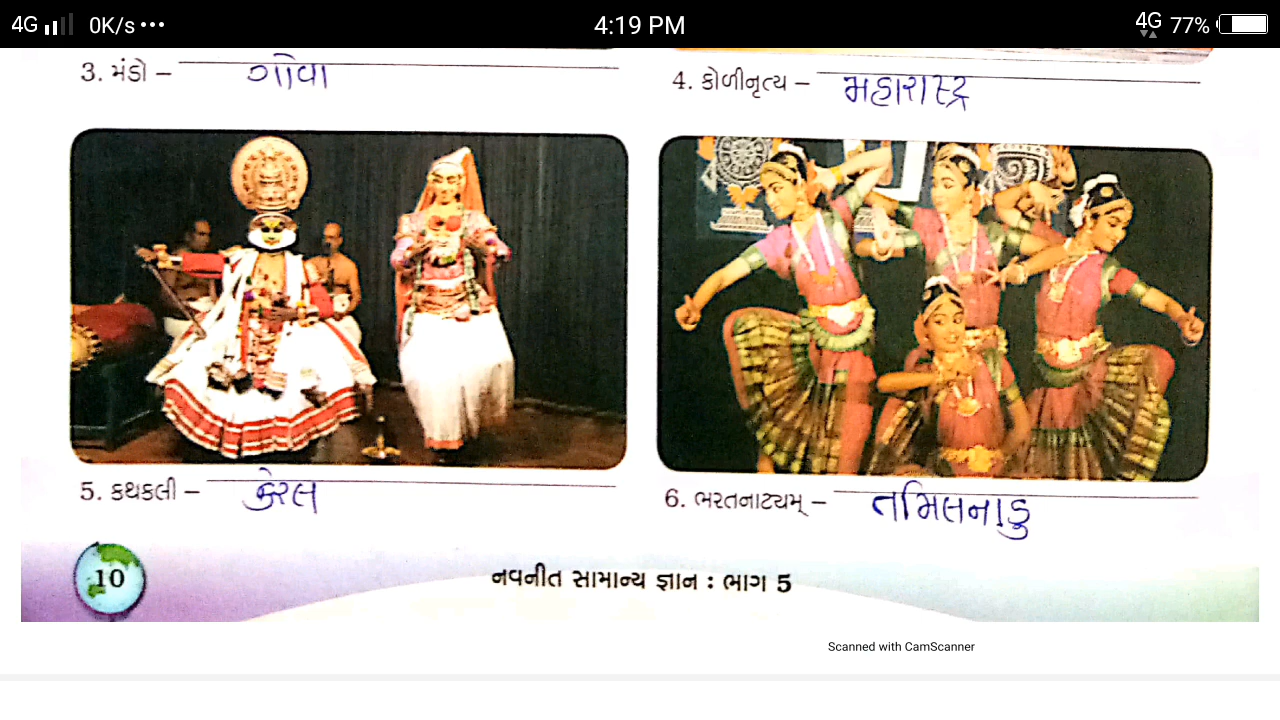 4G 0K/s ••• 4:19 PM 4G 77%
3. મંડો – ગોવા
4. કોળીનૃત્ય – મહારાસ્ટ્ર
5. કથકલી – કેરલ
6. ભરતનાટ્યમ્ – તમિલનાડુ
10
નવનીત સામાન્ય જ્ઞાન : ભાગ 5
Scanned with CamScanner